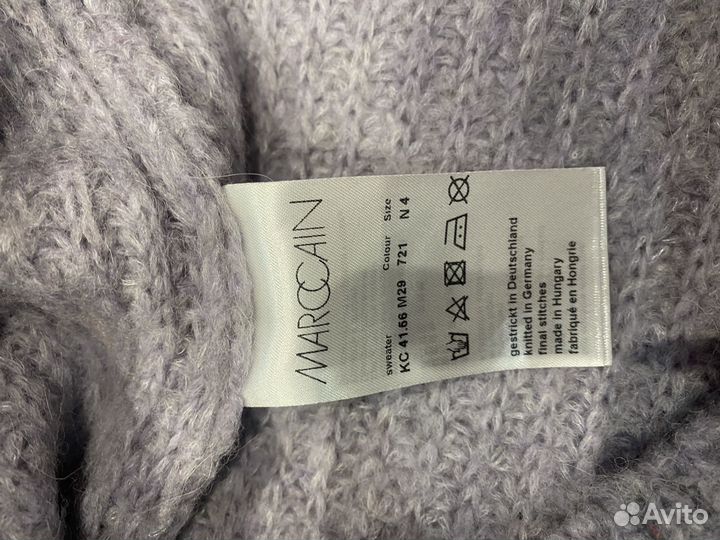 MARCCAIN
sweater Colour Size
KC 41.56 M29 721 N 4
gestrickt in Deutschland
knitted in Germany
final stitches
made in Hungary
fabriqué en Hongrie
Avito